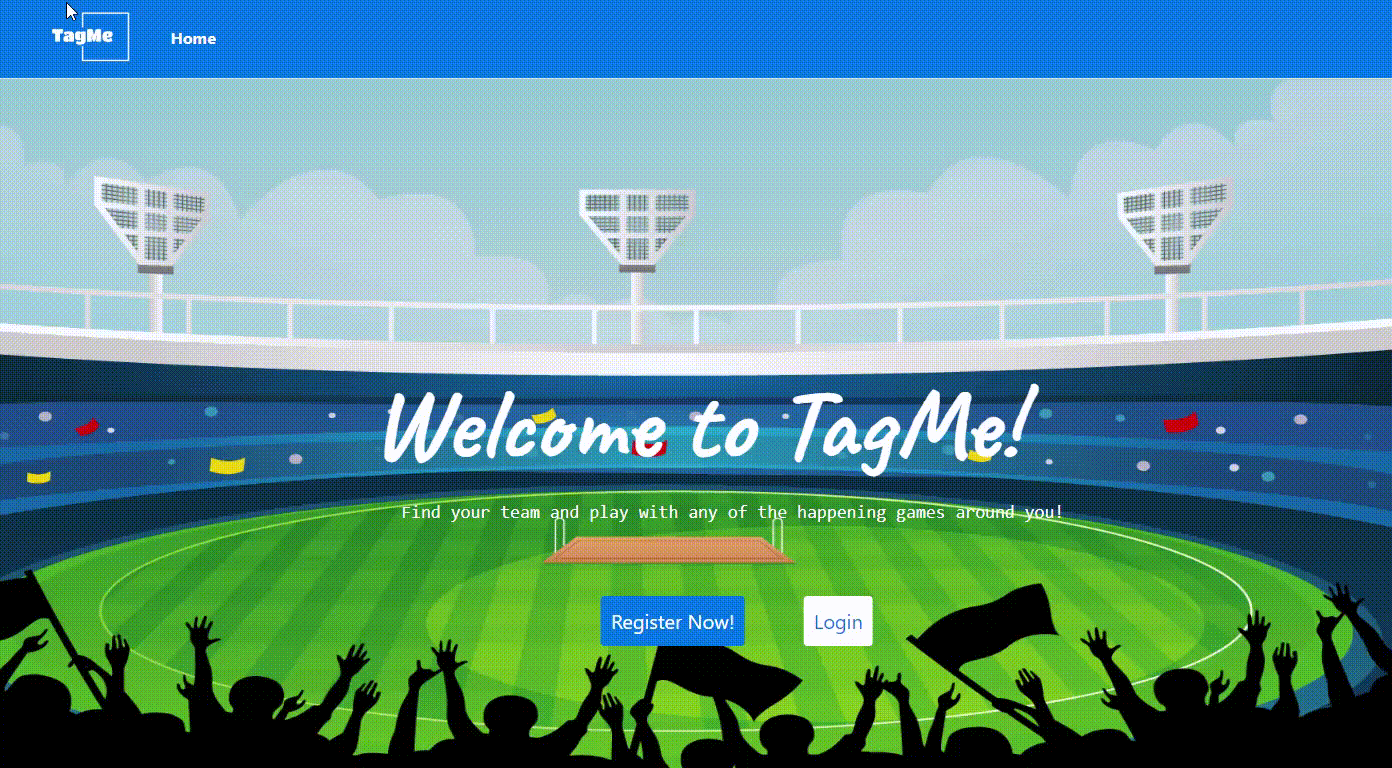 TagMe
Home
Welcome to TagMe!
Find your team and play with any of the happening games around you!
Register Now!
Login